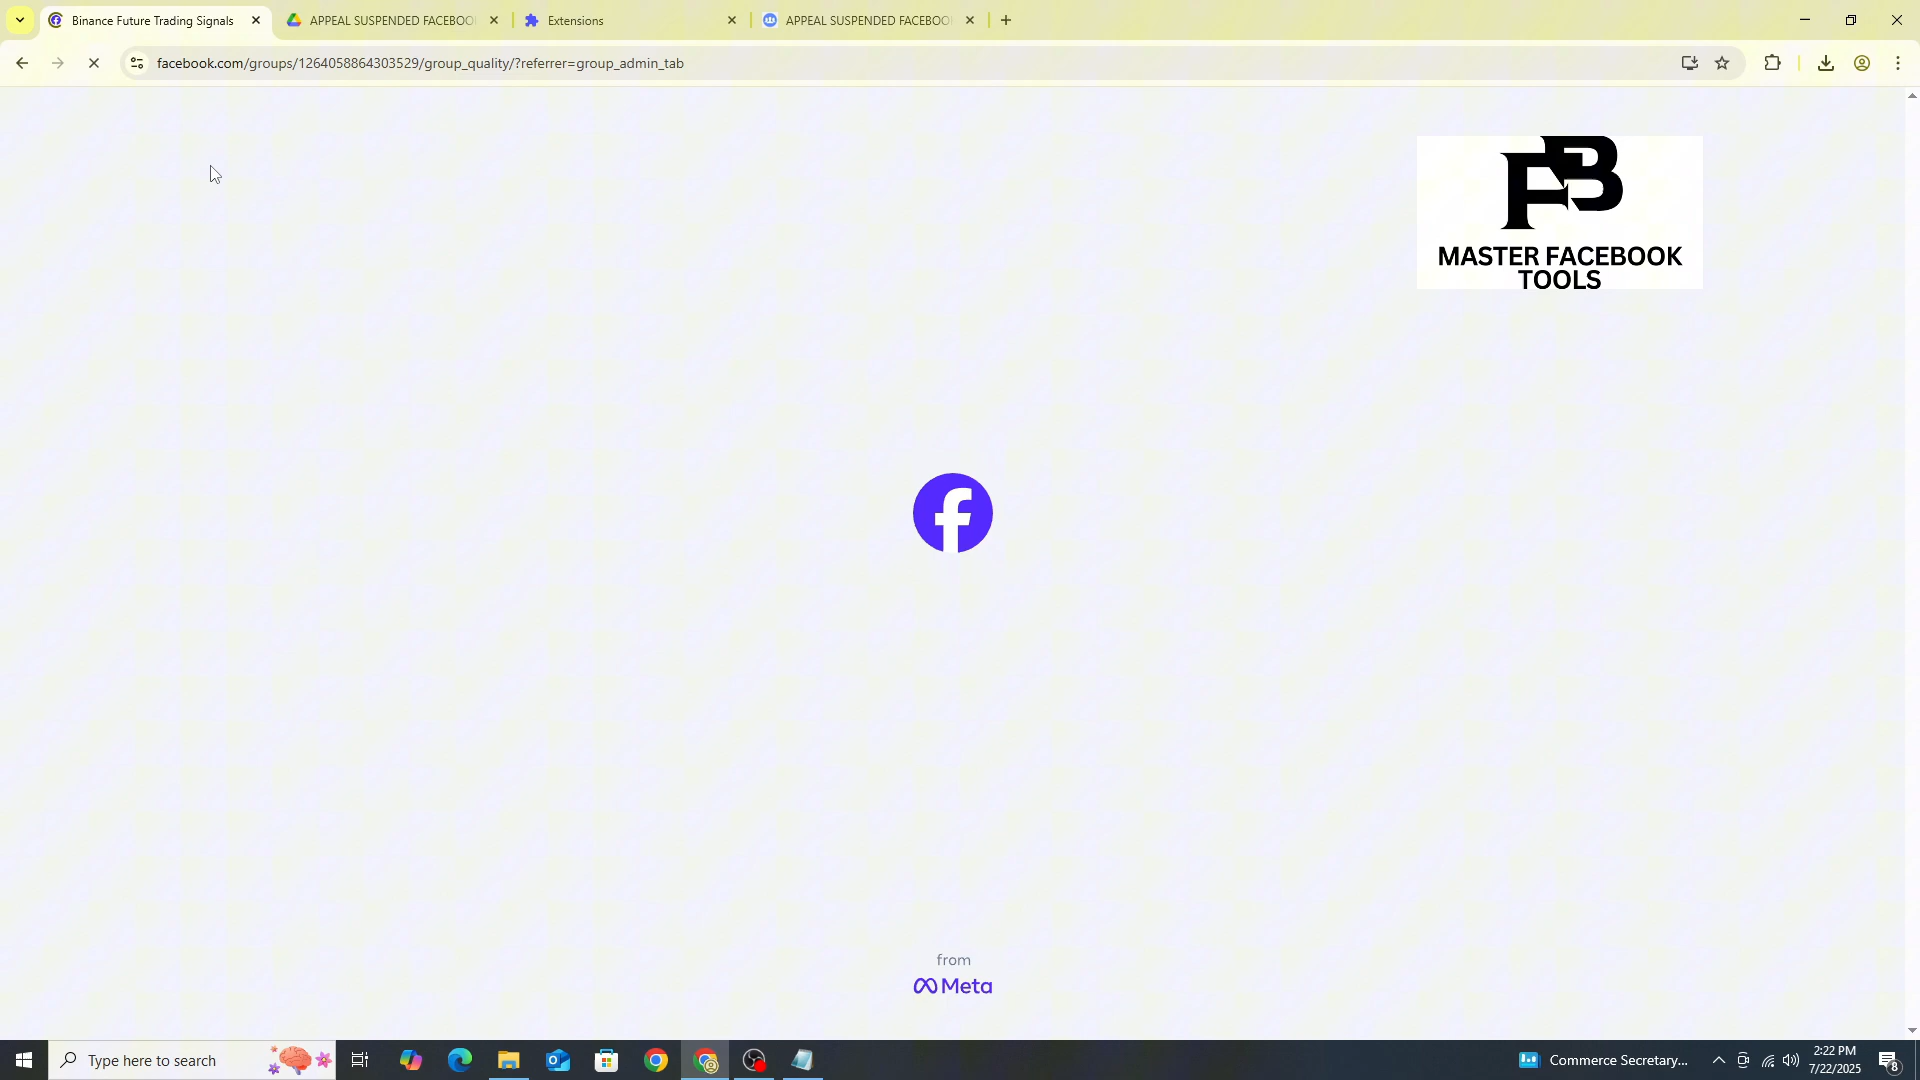 Binance Future Trading Signals
APPEAL SUSPENDED FACEBOO
Extensions
APPEAL SUSPENDED FACEBOO
facebook.com/groups/1264058864303529/group_quality/?referrer=group_admin_tab
FB
MASTER FACEBOOK
TOOLS
from
Meta
Type here to search
Commerce Secretary...
2:22 PM
7/22/2025
8